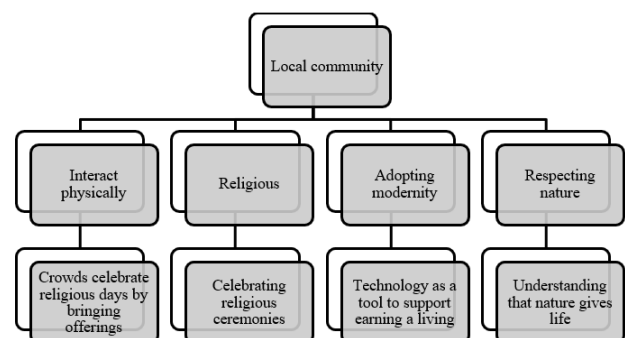 Local community
Interact
physically
Religious
Adopting
modernity
Respecting
nature
Crowds celebrate
religious days by
bringing
offerings
Celebrating
religious
ceremonies
Technology as a
tool to support
earning a living
Understanding
that nature gives
life